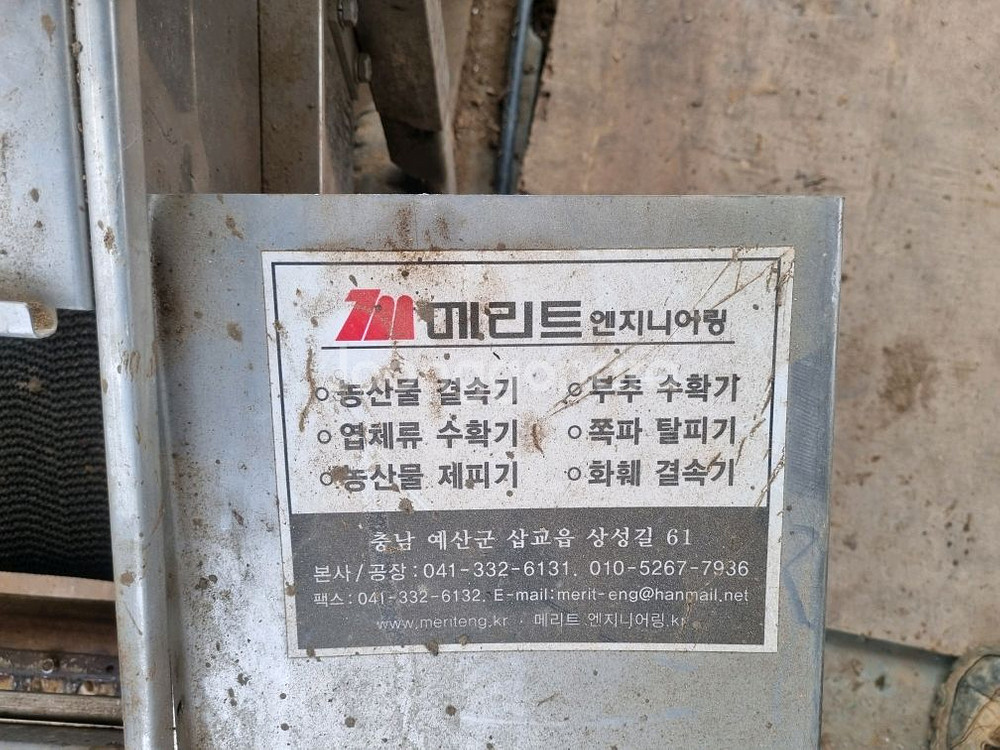 메리트 엔지니어링
농산물 결속기 부추 수확기
엽체류 수확기 쪽파 탈피기
농산물 제피기 화훼 결속기
충남 예산군 삽교읍 상성길 61
본사/공장:041-332-6131. 010-5267-7936
팩스:041-332-6132. E-mail:merit-eng@hanmail.net
www.meriteng.kr · 메리트 엔지니어링.kr